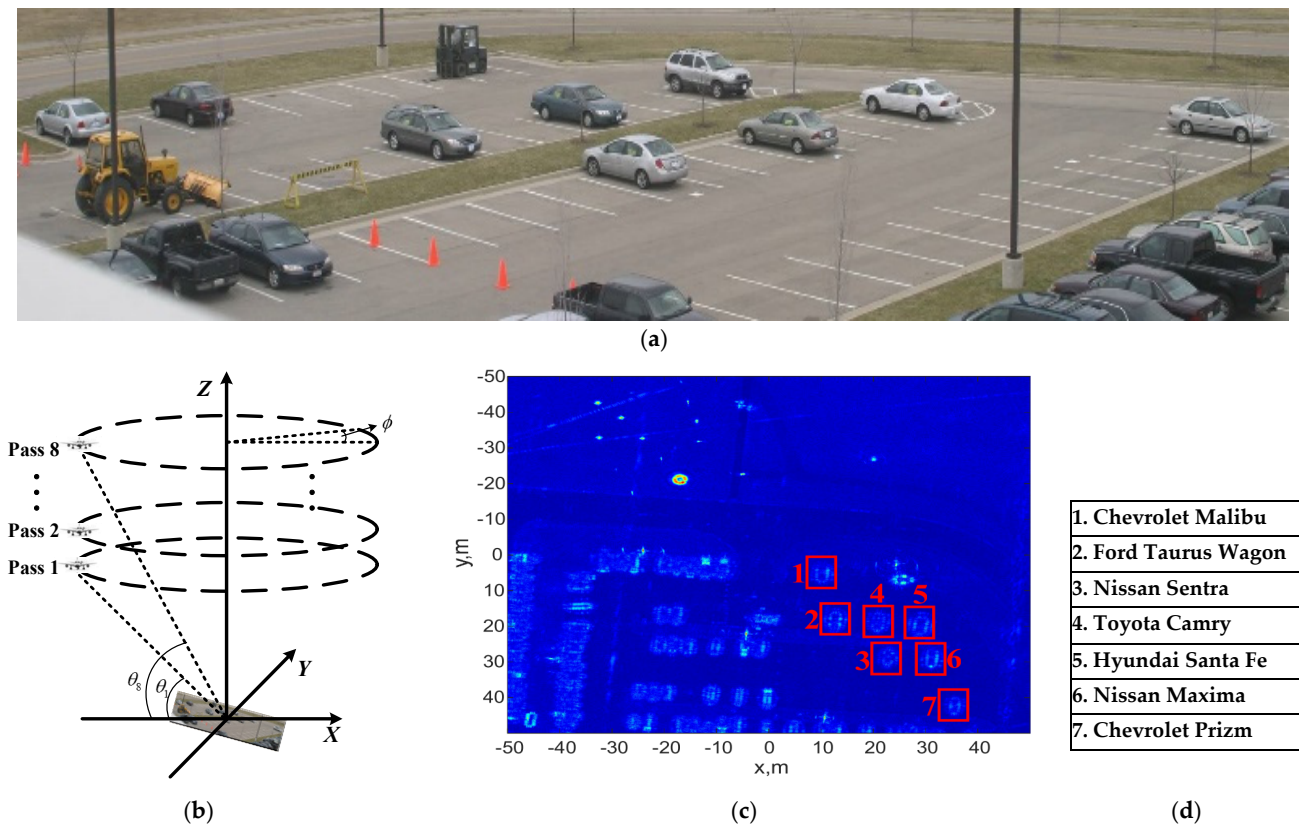 (a)
Z
ϕ
Pass 8
Pass 2
Pass 1
Y
θ8 θ1
X
(b)
-50
-40
-30
-20
-10
0
10
20
30
40
y,m
1
2
4
5
3
6
7
-50 -40 -30 -20 -10 0 10 20 30 40
x,m
(c)
1. Chevrolet Malibu
2. Ford Taurus Wagon
3. Nissan Sentra
4. Toyota Camry
5. Hyundai Santa Fe
6. Nissan Maxima
7. Chevrolet Prizm
(d)